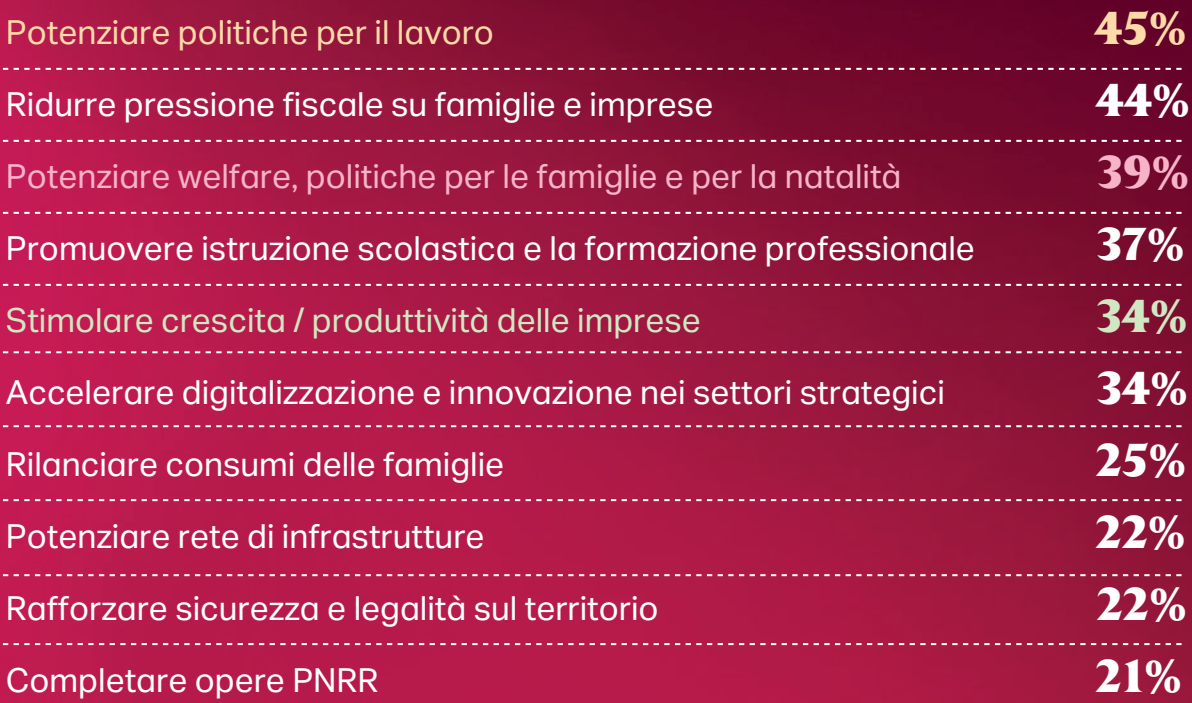 Potenziare politiche per il lavoro 45%
Ridurre pressione fiscale su famiglie e imprese 44%
Potenziare welfare, politiche per le famiglie e per la natalità 39%
Promuovere istruzione scolastica e la formazione professionale 37%
Stimolare crescita / produttività delle imprese 34%
Accelerare digitalizzazione e innovazione nei settori strategici 34%
Rilanciare consumi delle famiglie 25%
Potenziare rete di infrastrutture 22%
Rafforzare sicurezza e legalità sul territorio 22%
Completare opere PNRR 21%